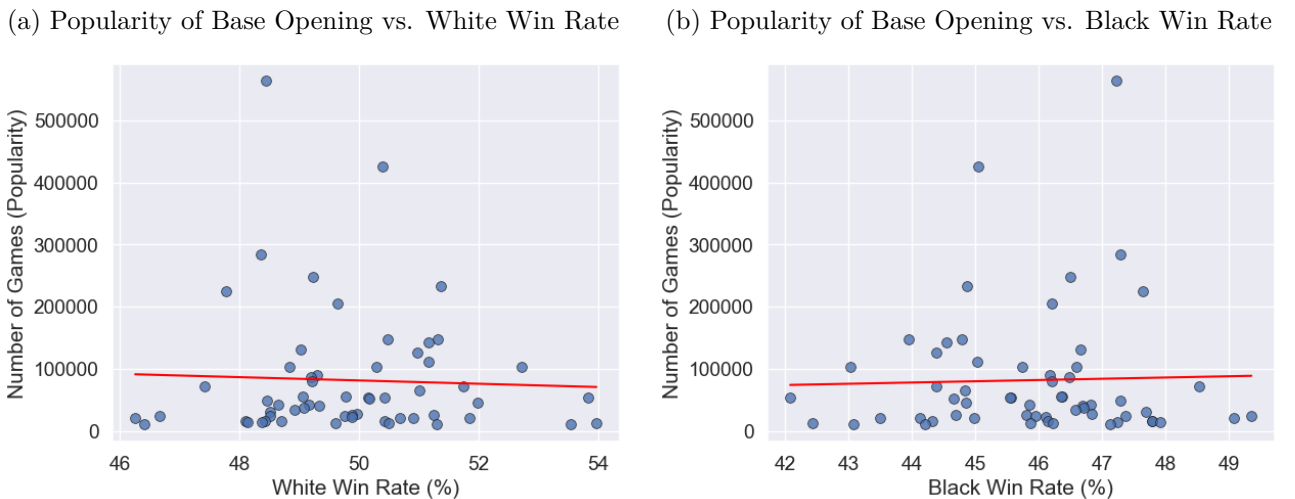 (a) Popularity of Base Opening vs. White Win Rate
500000
400000
300000
200000
100000
0
Number of Games (Popularity)
46 48 50 52 54
White Win Rate (%)
(b) Popularity of Base Opening vs. Black Win Rate
500000
400000
300000
200000
100000
0
Number of Games (Popularity)
42 43 44 45 46 47 48 49
Black Win Rate (%)